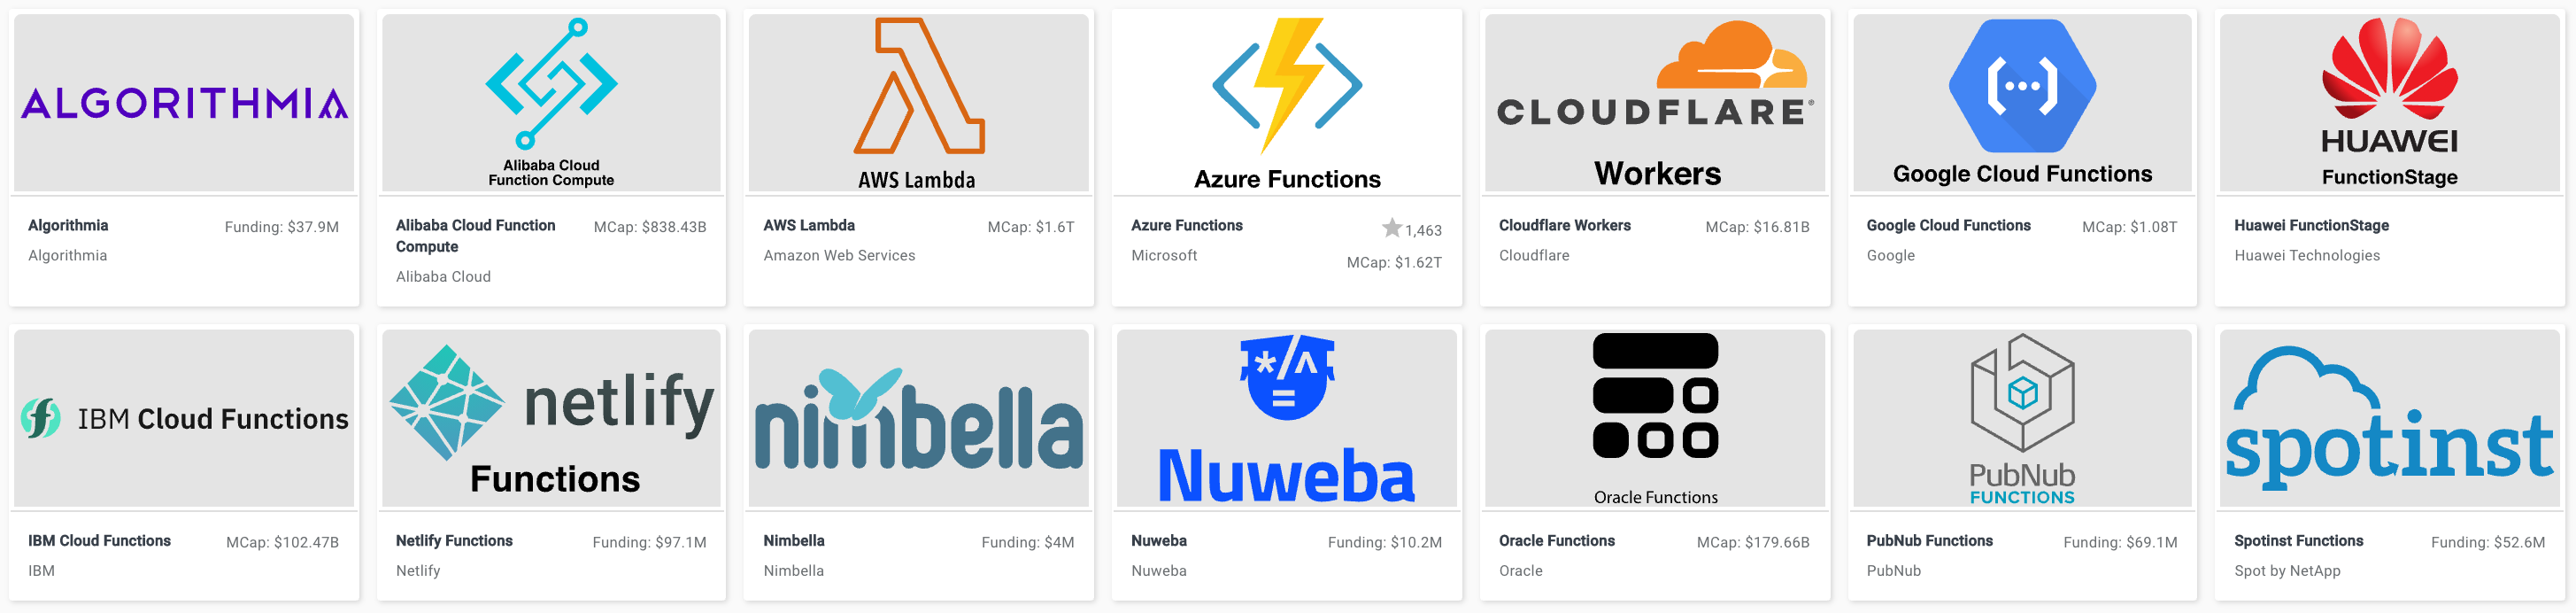 ALGORITHMIA
Algorithmia
Funding: $37.9M
Algorithmia
Alibaba Cloud
Function Compute
Alibaba Cloud Function
Compute
MCap: $838.43B
Alibaba Cloud
AWS Lambda
AWS Lambda
MCap: $1.6T
Amazon Web Services
Azure Functions
Azure Functions
1,463
Microsoft
MCap: $1.62T
CLOUDFLARE®
Workers
Cloudflare Workers
MCap: $16.81B
Cloudflare
Google Cloud Functions
Google Cloud Functions
MCap: $1.08T
Google
HUAWEI
FunctionStage
Huawei FunctionStage
Huawei Technologies
IBM Cloud Functions
IBM Cloud Functions
MCap: $102.47B
IBM
netlify
Functions
Netlify Functions
Funding: $97.1M
Netlify
nimbella
Nimbella
Funding: $4M
Nimbella
*/^
=
Nuweba
Nuweba
Funding: $10.2M
Nuweba
Oracle Functions
Oracle Functions
MCap: $179.66B
Oracle
PubNub
FUNCTIONS
PubNub Functions
Funding: $69.1M
PubNub
spotinst
Spotinst Functions
Funding: $52.6M
Spot by NetApp